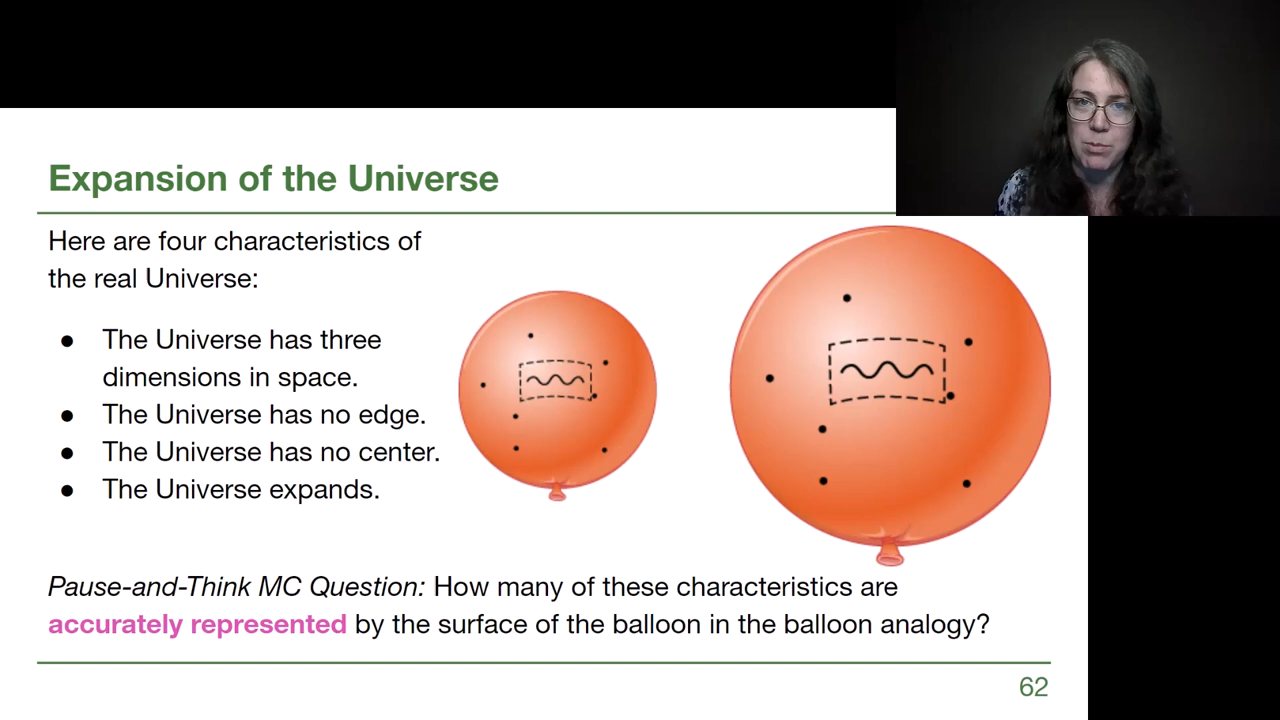 Expansion of the Universe
Here are four characteristics of
the real Universe:
● The Universe has three
dimensions in space.
● The Universe has no edge.
● The Universe has no center.
● The Universe expands.
Pause-and-Think MC Question: How many of these characteristics are
accurately represented by the surface of the balloon in the balloon analogy?
62